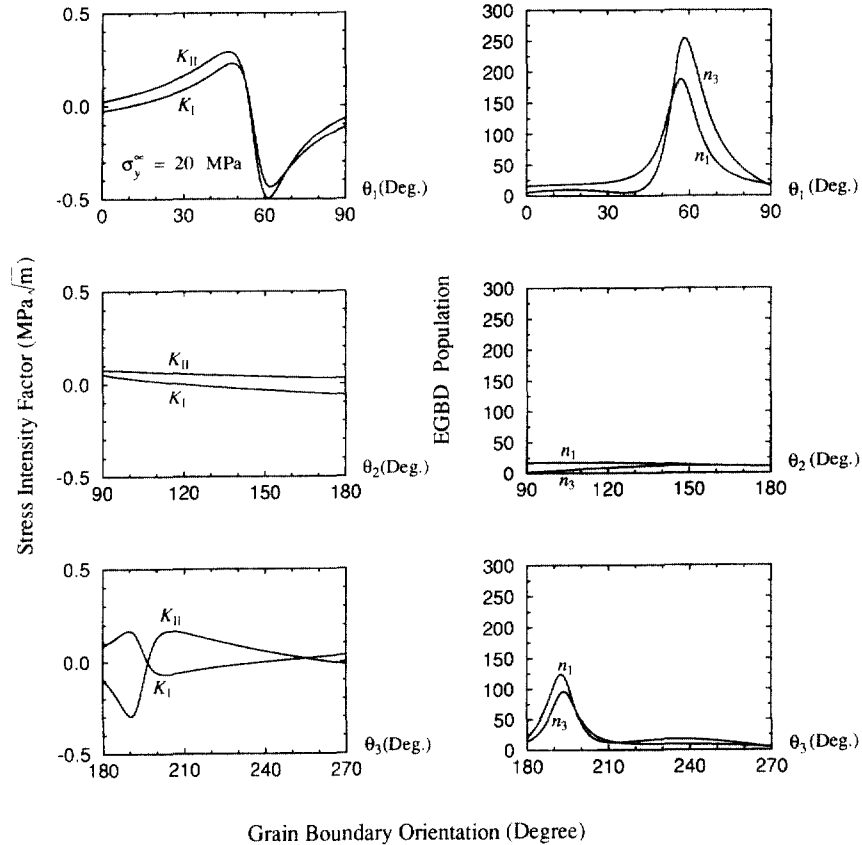 0.5
K_II
K_I
0.0
σ_y^∞ = 20 MPa
-0.5
0 30 60 90
θ_1(Deg.)
300
250
200
150
100
50
0
n_3
n_1
0 30 60 90
θ_1(Deg.)
Stress Intensity Factor (MPa√m)
0.5
K_II
0.0
K_I
-0.5
90 120 150 180
θ_2(Deg.)
EGBD Population
300
250
200
150
100
50
0
n_1
n_3
90 120 150 180
θ_2(Deg.)
0.5
K_II
0.0
K_I
-0.5
180 210 240 270
θ_3(Deg.)
300
250
200
150
100
50
0
n_1
n_3
180 210 240 270
θ_3(Deg.)
Grain Boundary Orientation (Degree)